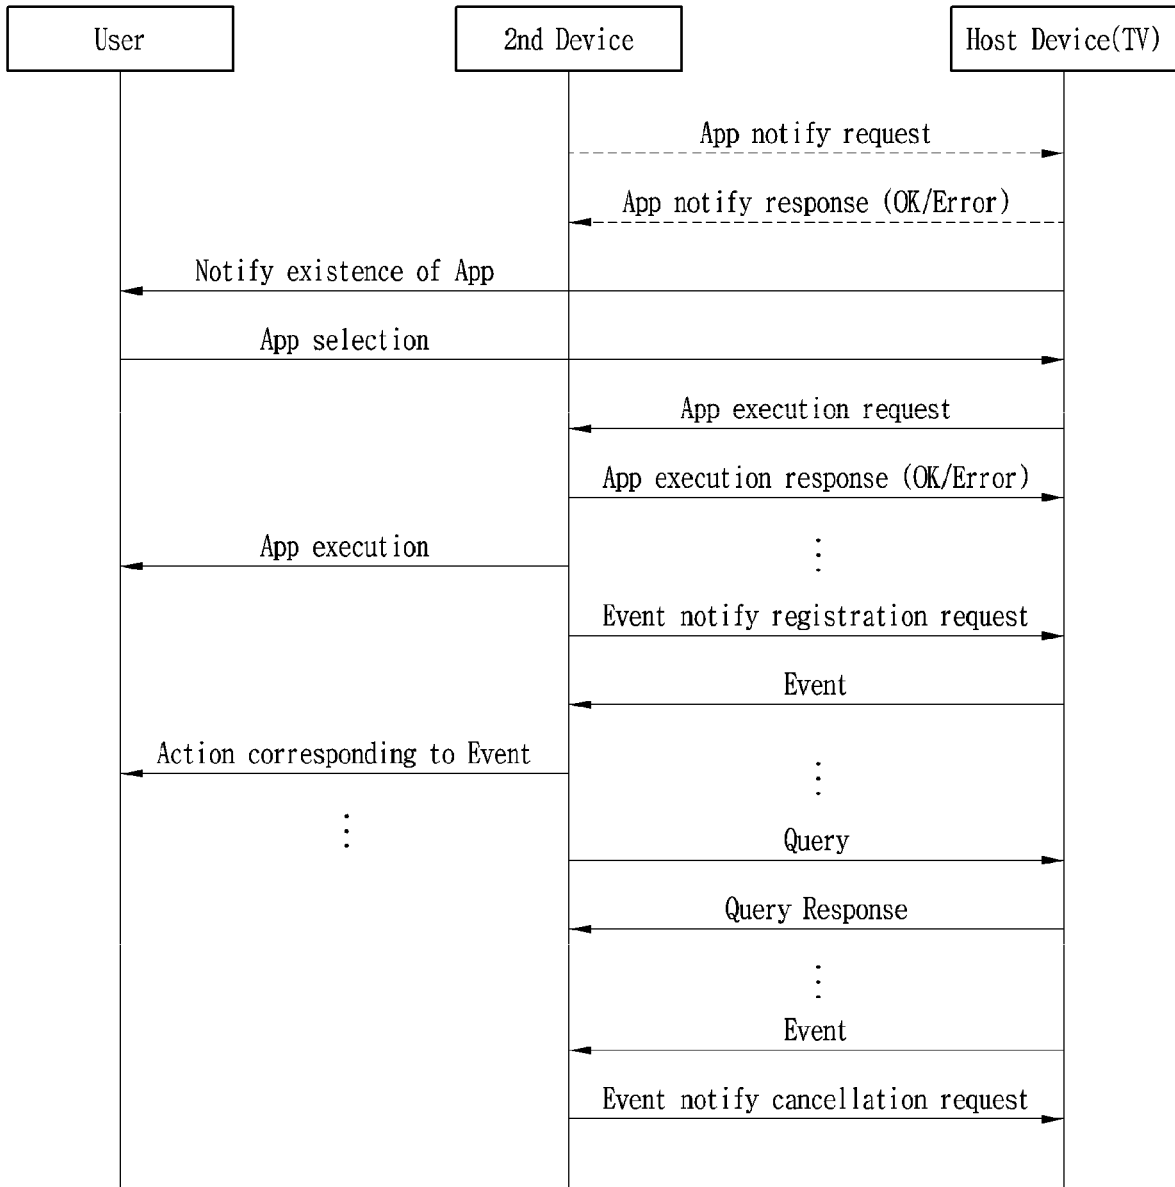 User
2nd Device
Host Device(TV)
App notify request
App notify response (OK/Error)
Notify existence of App
App selection
App execution request
App execution response (OK/Error)
App execution
Event notify registration request
Event
Action corresponding to Event
Query
Query Response
Event
Event notify cancellation request